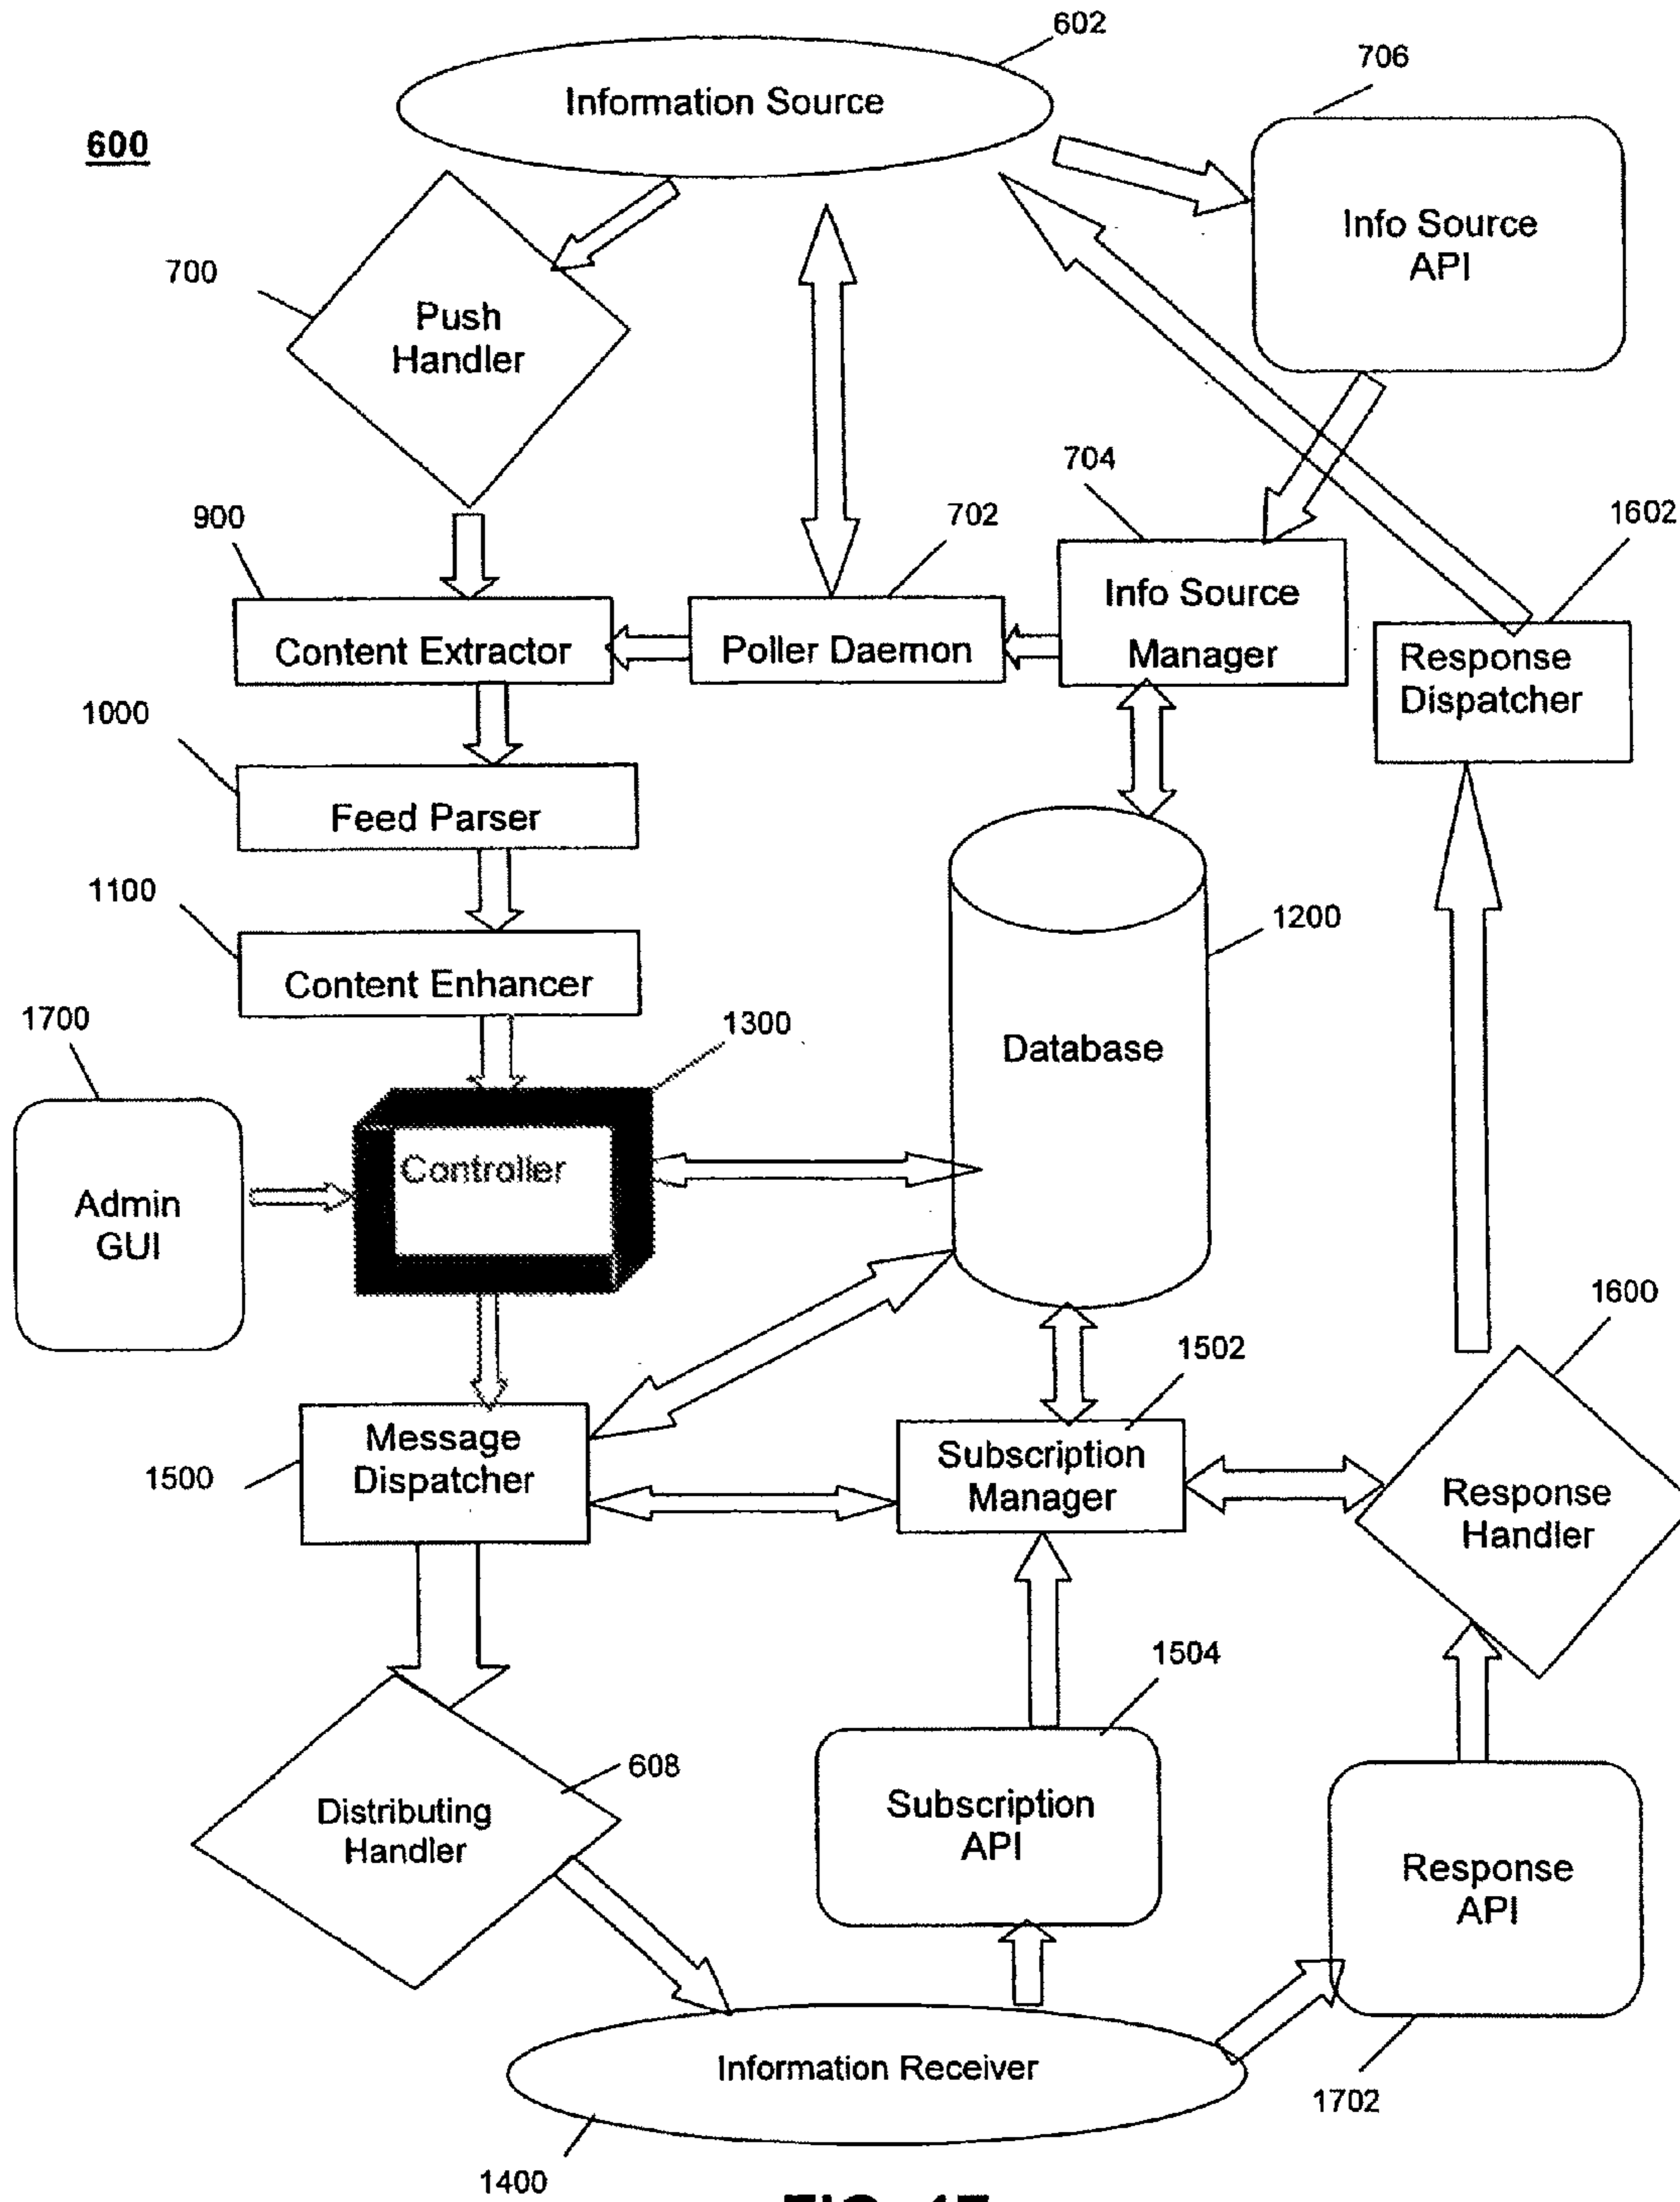 602
Information Source
706
600
Info Source
API
700
Push
Handler
704
900
702
1602
Info Source
Manager
Content Extractor
Poller Daemon
Response
Dispatcher
1000
Feed Parser
1100
1200
Content Enhancer
1700
1300
Database
Controller
Admin
GUI
1600
1502
Message
Dispatcher
1500
Subscription
Manager
Response
Handler
1504
608
Distributing
Handler
Subscription
API
Response
API
Information Receiver
1702
1400